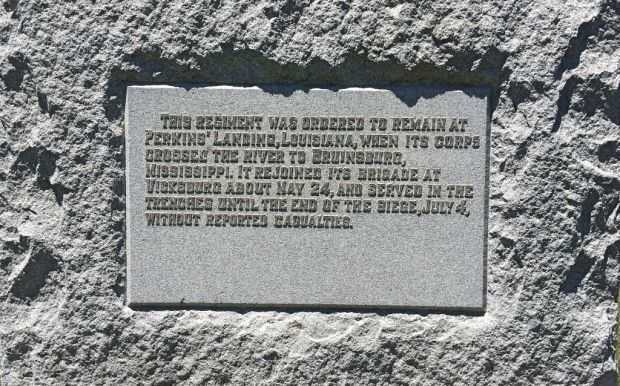 THIS REGIMENT WAS ORDERED TO REMAIN AT
PERKINS' LANDING, LOUISIANA, WHEN ITS CORPS
CROSSED THE RIVER TO BRUINSBURG,
MISSISSIPPI. IT REJOINED ITS BRIGADE AT
VICKSBURG ABOUT MAY 24, AND SERVED IN THE
TRENCHES UNTIL THE END OF THE SIEGE, JULY 4,
WITHOUT REPORTED CASUALTIES.